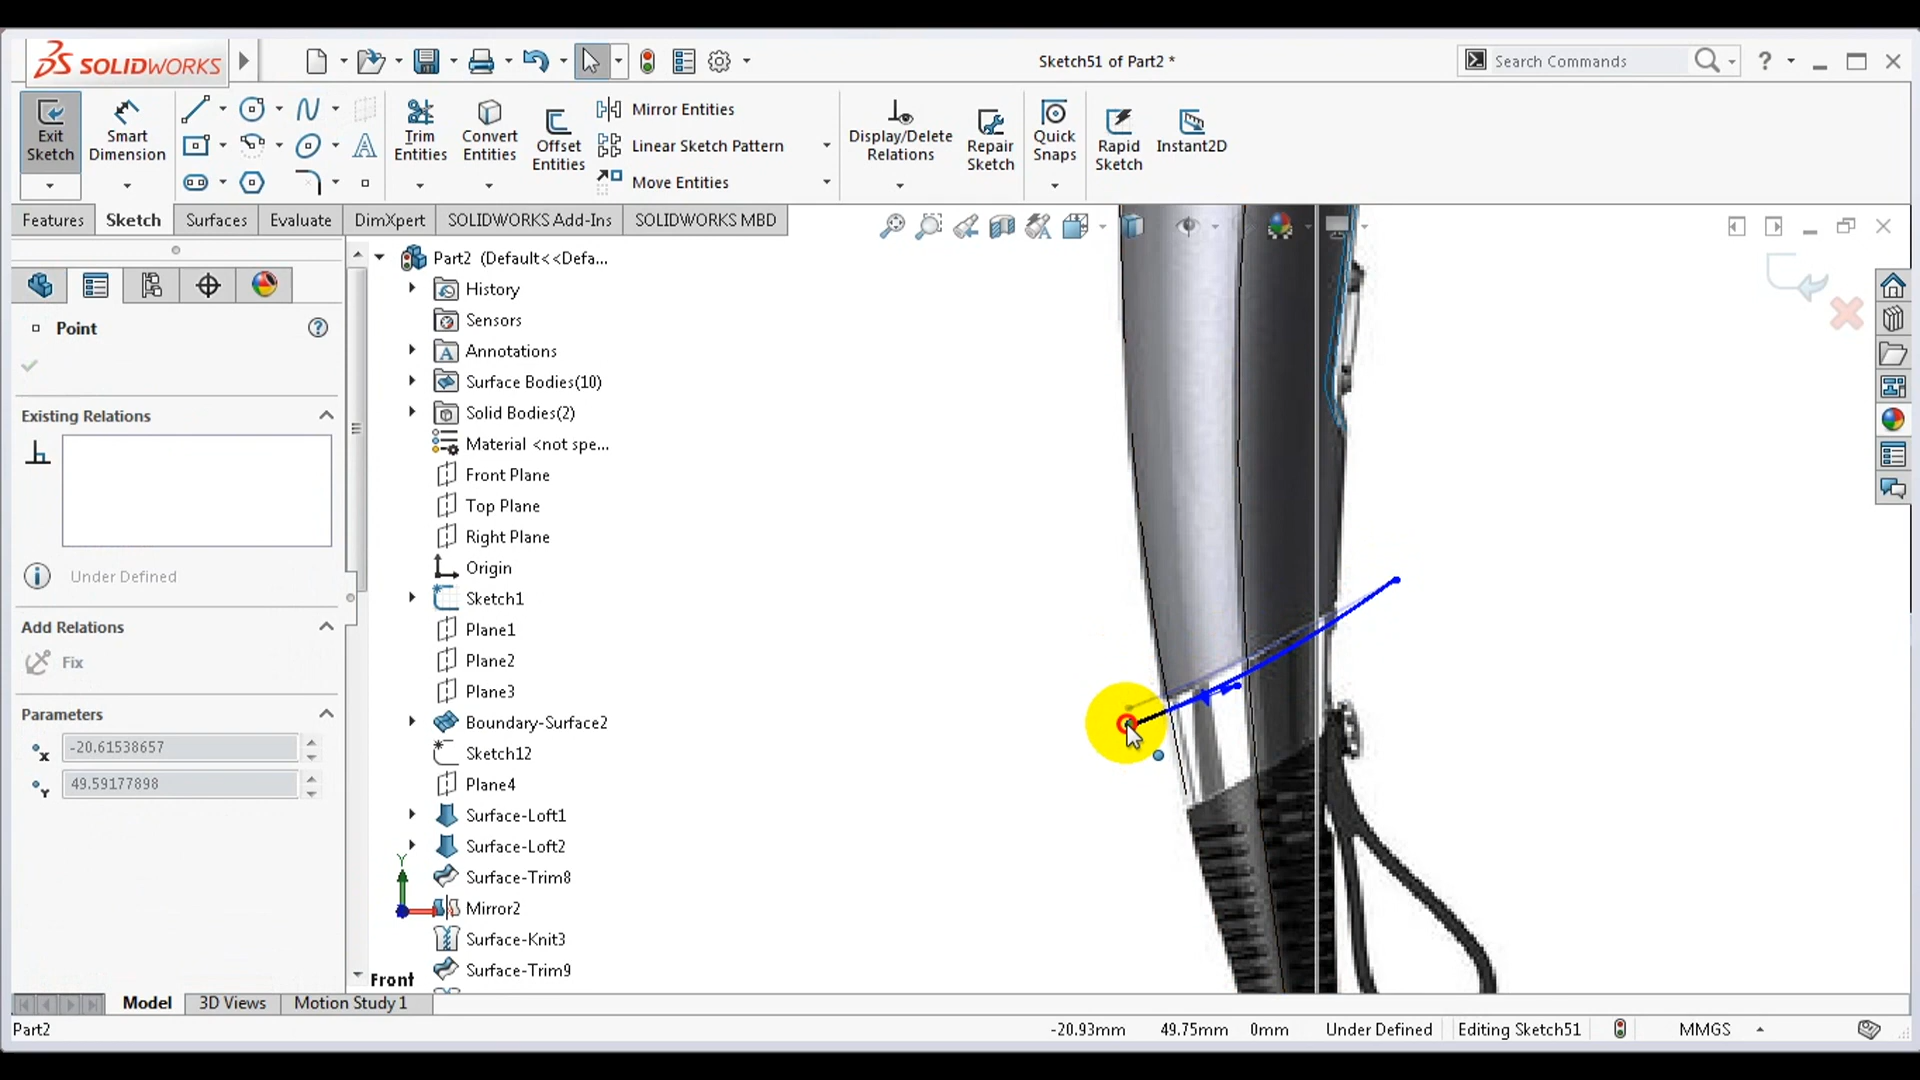 SOLIDWORKS
Sketch51 of Part2 *
Search Commands
?
Exit Sketch
Smart Dimension
Trim Entities
Convert Entities
Offset Entities
Mirror Entities
Linear Sketch Pattern
Move Entities
Display/Delete Relations
Repair Sketch
Quick Snaps
Rapid Sketch
Instant2D
Features
Sketch
Surfaces
Evaluate
DimXpert
SOLIDWORKS Add-Ins
SOLIDWORKS MBD
Point
Existing Relations
Under Defined
Add Relations
Fix
Parameters
X -20.61538657
Y 49.59177898
Part2 (Default<<Defa...
History
Sensors
Annotations
Surface Bodies(10)
Solid Bodies(2)
Material <not spe...
Front Plane
Top Plane
Right Plane
Origin
Sketch1
Plane1
Plane2
Plane3
Boundary-Surface2
Sketch12
Plane4
Surface-Loft1
Surface-Loft2
Surface-Trim8
Mirror2
Surface-Knit3
Surface-Trim9
Y
Front
Model
3D Views
Motion Study 1
Part2
-20.93mm
49.75mm
0mm
Under Defined
Editing Sketch51
MMGS